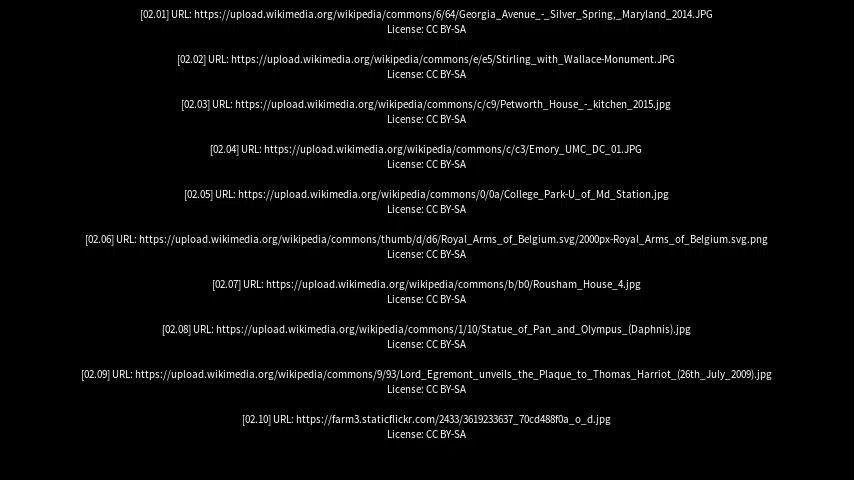 [02.01] URL: https://upload.wikimedia.org/wikipedia/commons/6/64/Georgia_Avenue_-_Silver_Spring,_Maryland_2014.JPG
License: CC BY-SA
[02.02] URL: https://upload.wikimedia.org/wikipedia/commons/e/e5/Stirling_with_Wallace-Monument.JPG
License: CC BY-SA
[02.03] URL: https://upload.wikimedia.org/wikipedia/commons/c/c9/Petworth_House_-_kitchen_2015.jpg
License: CC BY-SA
[02.04] URL: https://upload.wikimedia.org/wikipedia/commons/c/c3/Emory_UMC_DC_01.JPG
License: CC BY-SA
[02.05] URL: https://upload.wikimedia.org/wikipedia/commons/0/0a/College_Park-U_of_Md_Station.jpg
License: CC BY-SA
[02.06] URL: https://upload.wikimedia.org/wikipedia/commons/thumb/d/d6/Royal_Arms_of_Belgium.svg/2000px-Royal_Arms_of_Belgium.svg.png
License: CC BY-SA
[02.07] URL: https://upload.wikimedia.org/wikipedia/commons/b/b0/Rousham_House_4.jpg
License: CC BY-SA
[02.08] URL: https://upload.wikimedia.org/wikipedia/commons/1/10/Statue_of_Pan_and_Olympus_(Daphnis).jpg
License: CC BY-SA
[02.09] URL: https://upload.wikimedia.org/wikipedia/commons/9/93/Lord_Egremont_unveils_the_Plaque_to_Thomas_Harriot_(26th_July_2009).jpg
License: CC BY-SA
[02.10] URL: https://farm3.staticflickr.com/2433/3619233637_70cd488f0a_o_d.jpg
License: CC BY-SA